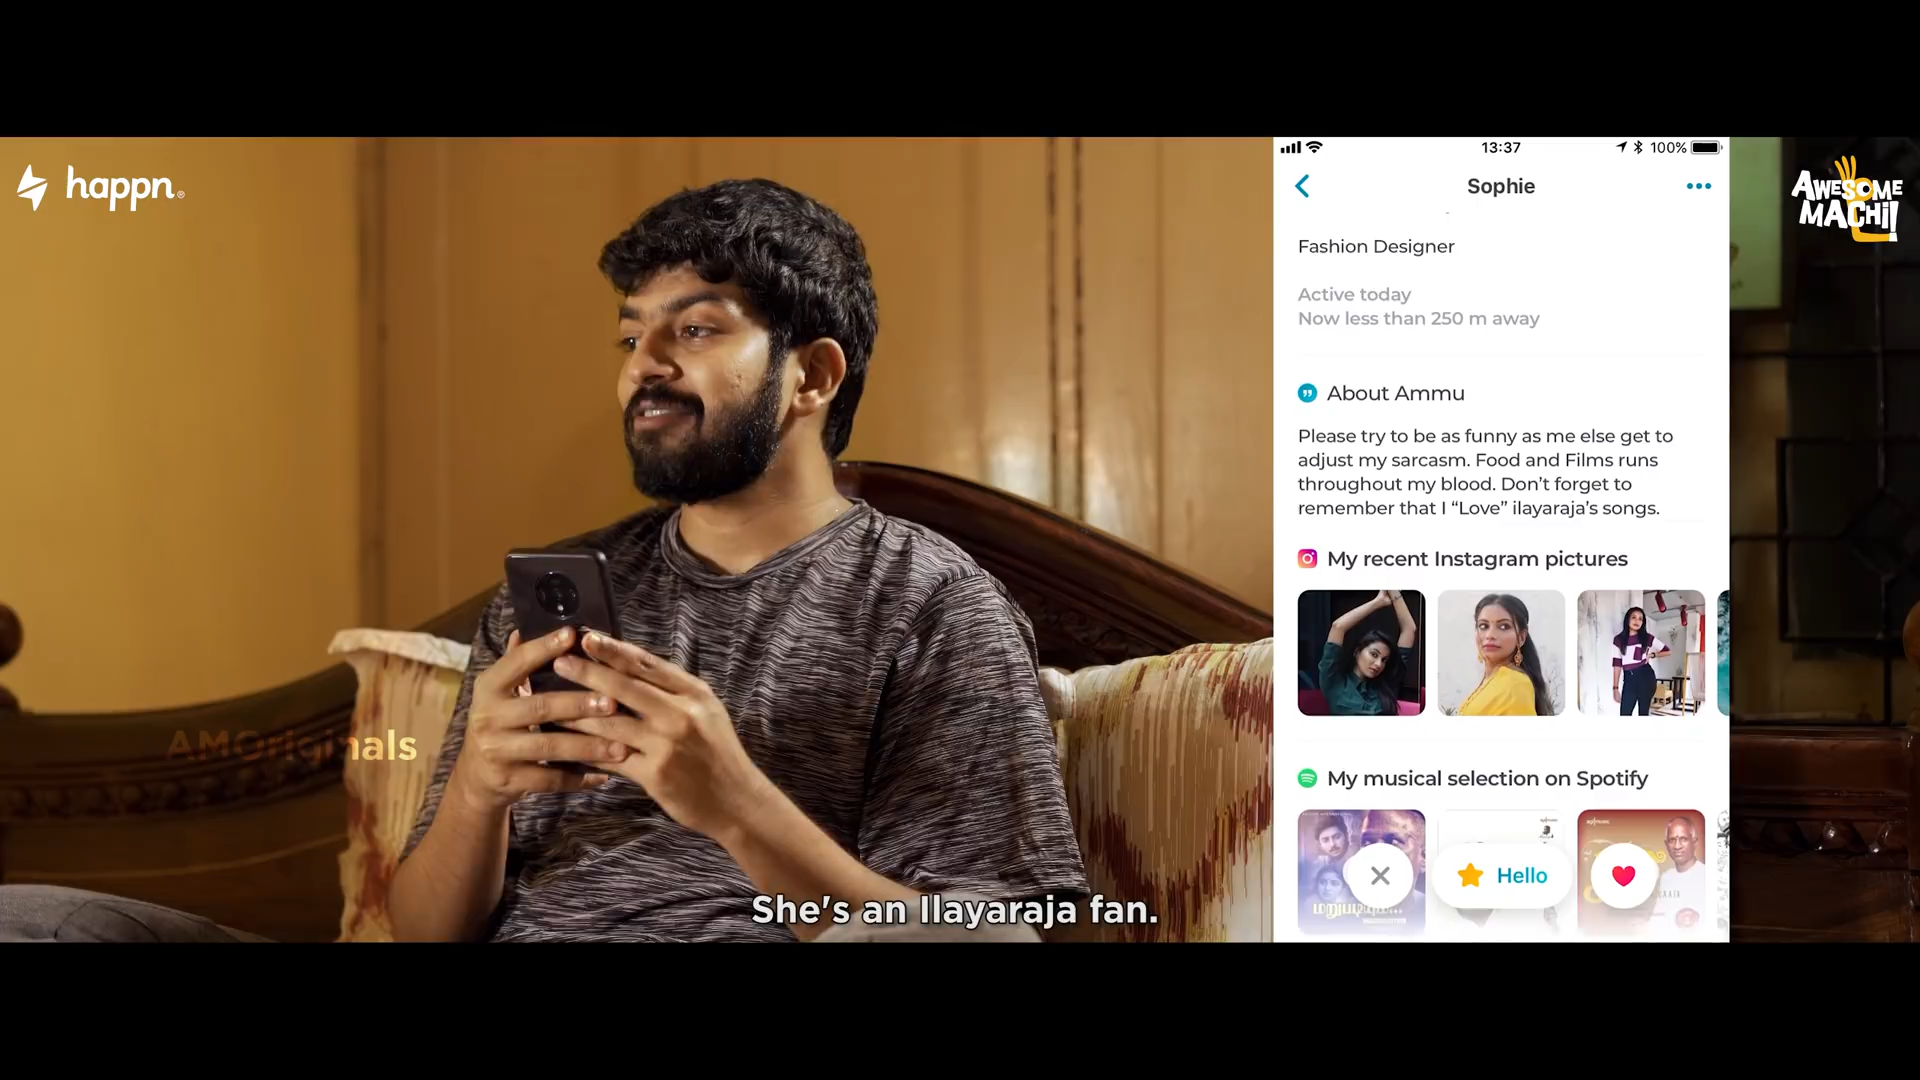 happn
AWESOME
MACHI!
13:37
100%
Sophie
Fashion Designer
Active today
Now less than 250 m away
About Ammu
Please try to be as funny as me else get to
adjust my sarcasm. Food and Films runs
throughout my blood. Don’t forget to
remember that I “Love” ilayaraja’s songs.
My recent Instagram pictures
My musical selection on Spotify
Hello
AMOriginals
She's an Ilayaraja fan.